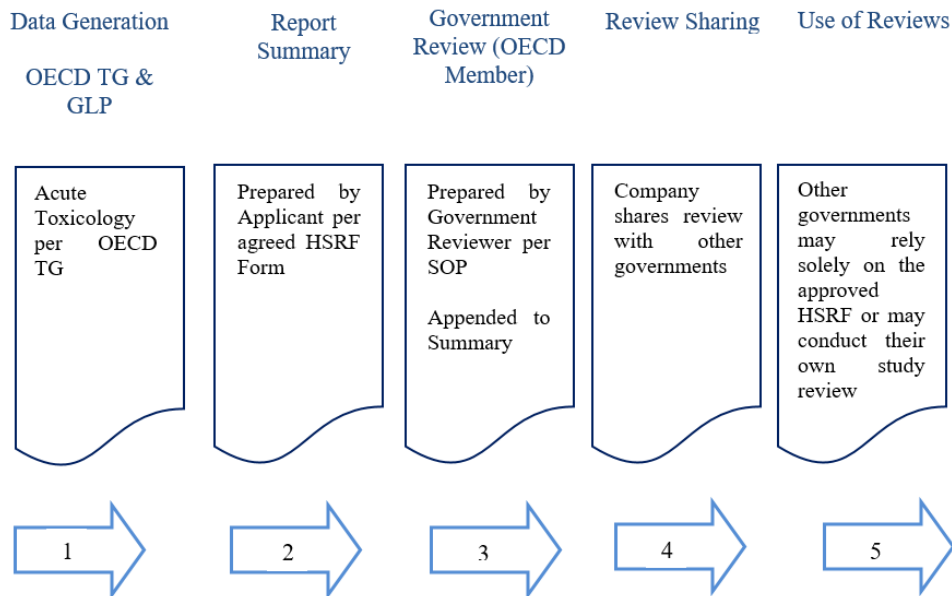 Data Generation
OECD TG &
GLP
Report
Summary
Government
Review (OECD
Member)
Review Sharing
Use of Reviews
Acute
Toxicology
per OECD
TG
Prepared by
Applicant per
agreed HSRF
Form
Prepared by
Government
Reviewer per
SOP
Appended to
Summary
Company
shares review
with other
governments
Other
governments
may rely
solely on the
approved
HSRF or may
conduct their
own study
review
1
2
3
4
5